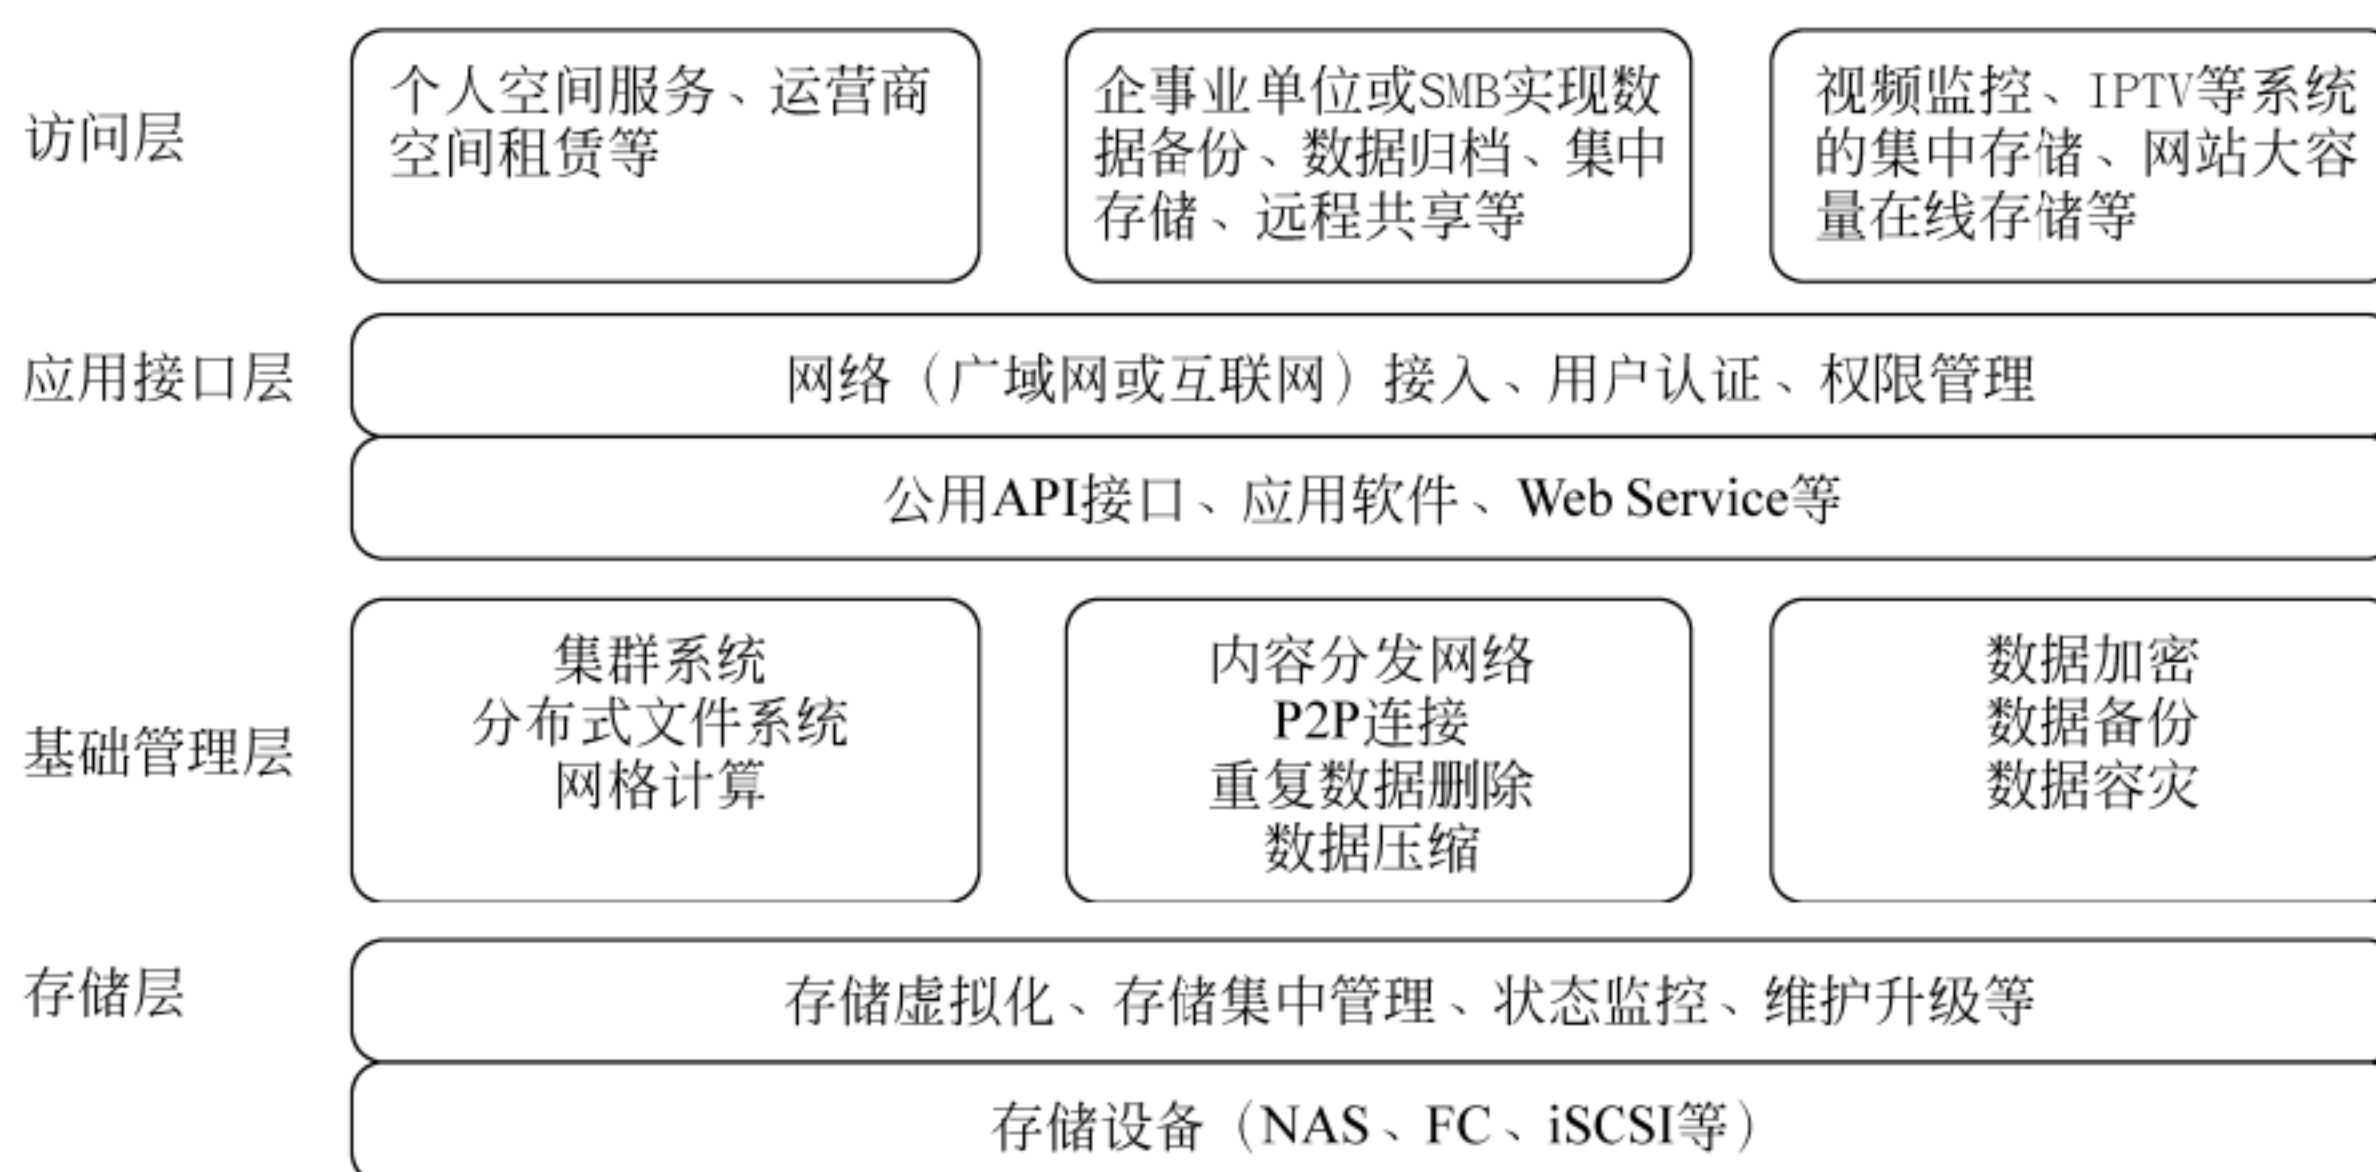 访问层
个人空间服务、运营商
空间租赁等
企事业单位或SMB实现数
据备份、数据归档、集中
存储、远程共享等
视频监控、IPTV等系统
的集中存储、网站大容
量在线存储等
应用接口层
网络（广域网或互联网）接入、用户认证、权限管理
公用API接口、应用软件、Web Service等
基础管理层
集群系统
分布式文件系统
网格计算
内容分发网络
P2P连接
重复数据删除
数据压缩
数据加密
数据备份
数据容灾
存储层
存储虚拟化、存储集中管理、状态监控、维护升级等
存储设备（NAS、FC、iSCSI等）